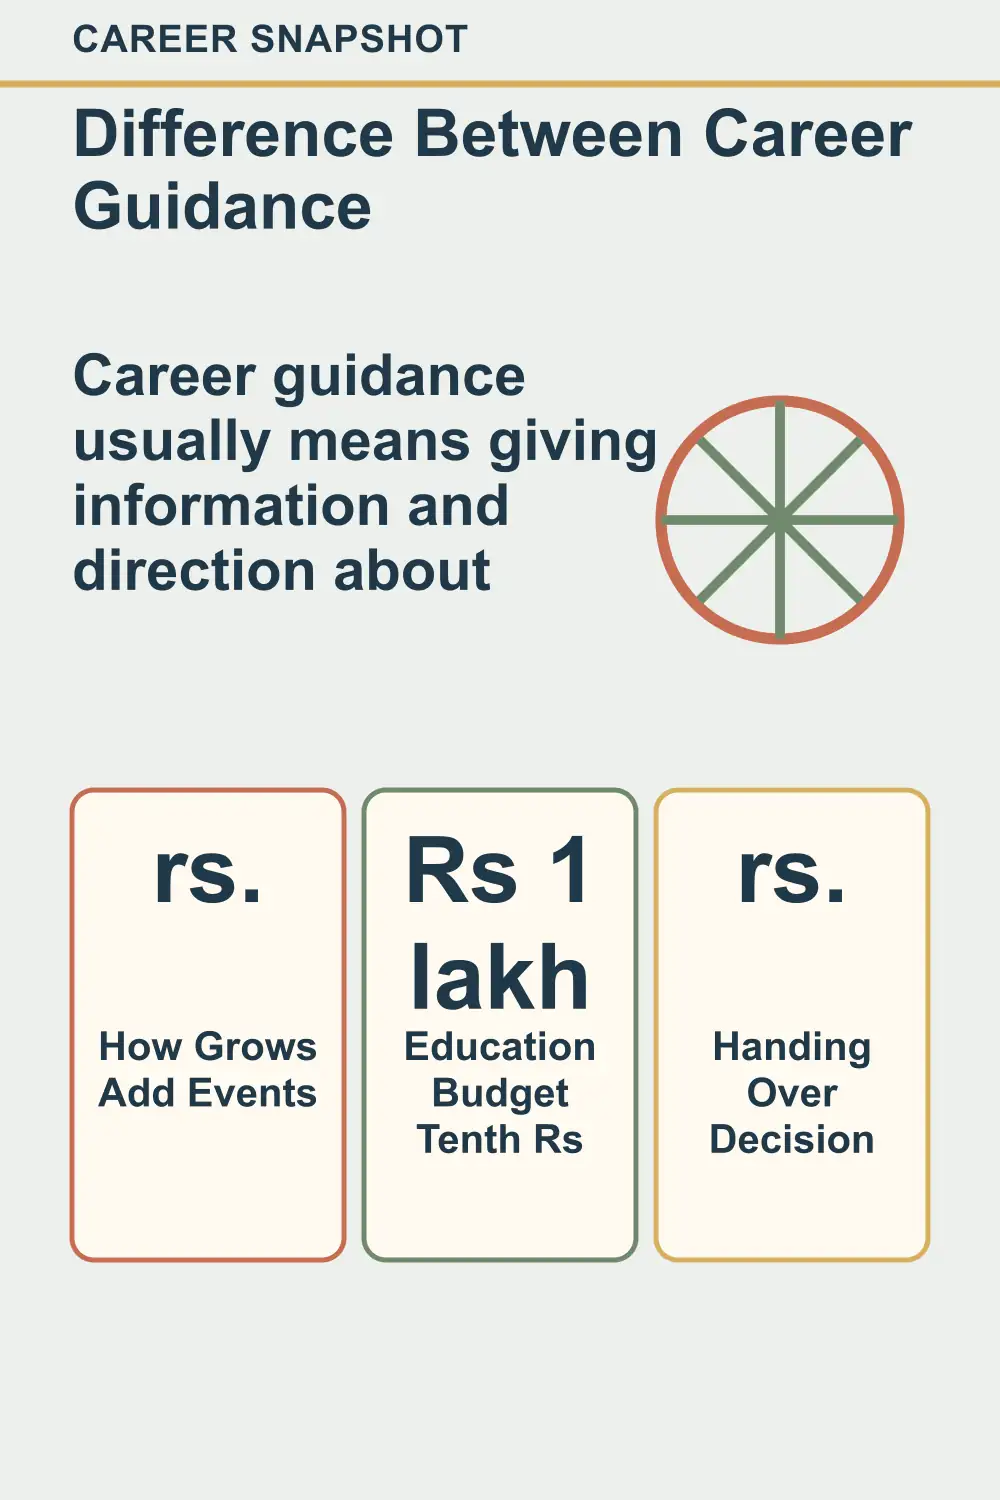 CAREER SNAPSHOT
Difference Between Career
Guidance
Career guidance
usually means giving
information and
direction about
rs.
How Grows
Add Events
Rs 1
lakh
Education
Budget
Tenth Rs
rs.
Handing
Over
Decision